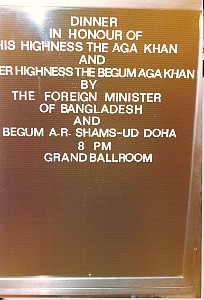 DINNER
IN HONOUR OF
HIS HIGHNESS THE AGA KHAN
AND
ER HIGHNESS THE BEGUM AGA KHAN
BY
THE FOREIGN MINISTER
OF BANGLADESH
AND
BEGUM A.R. SHAMS-UD DOHA
8 PM
GRAND BALLROOM